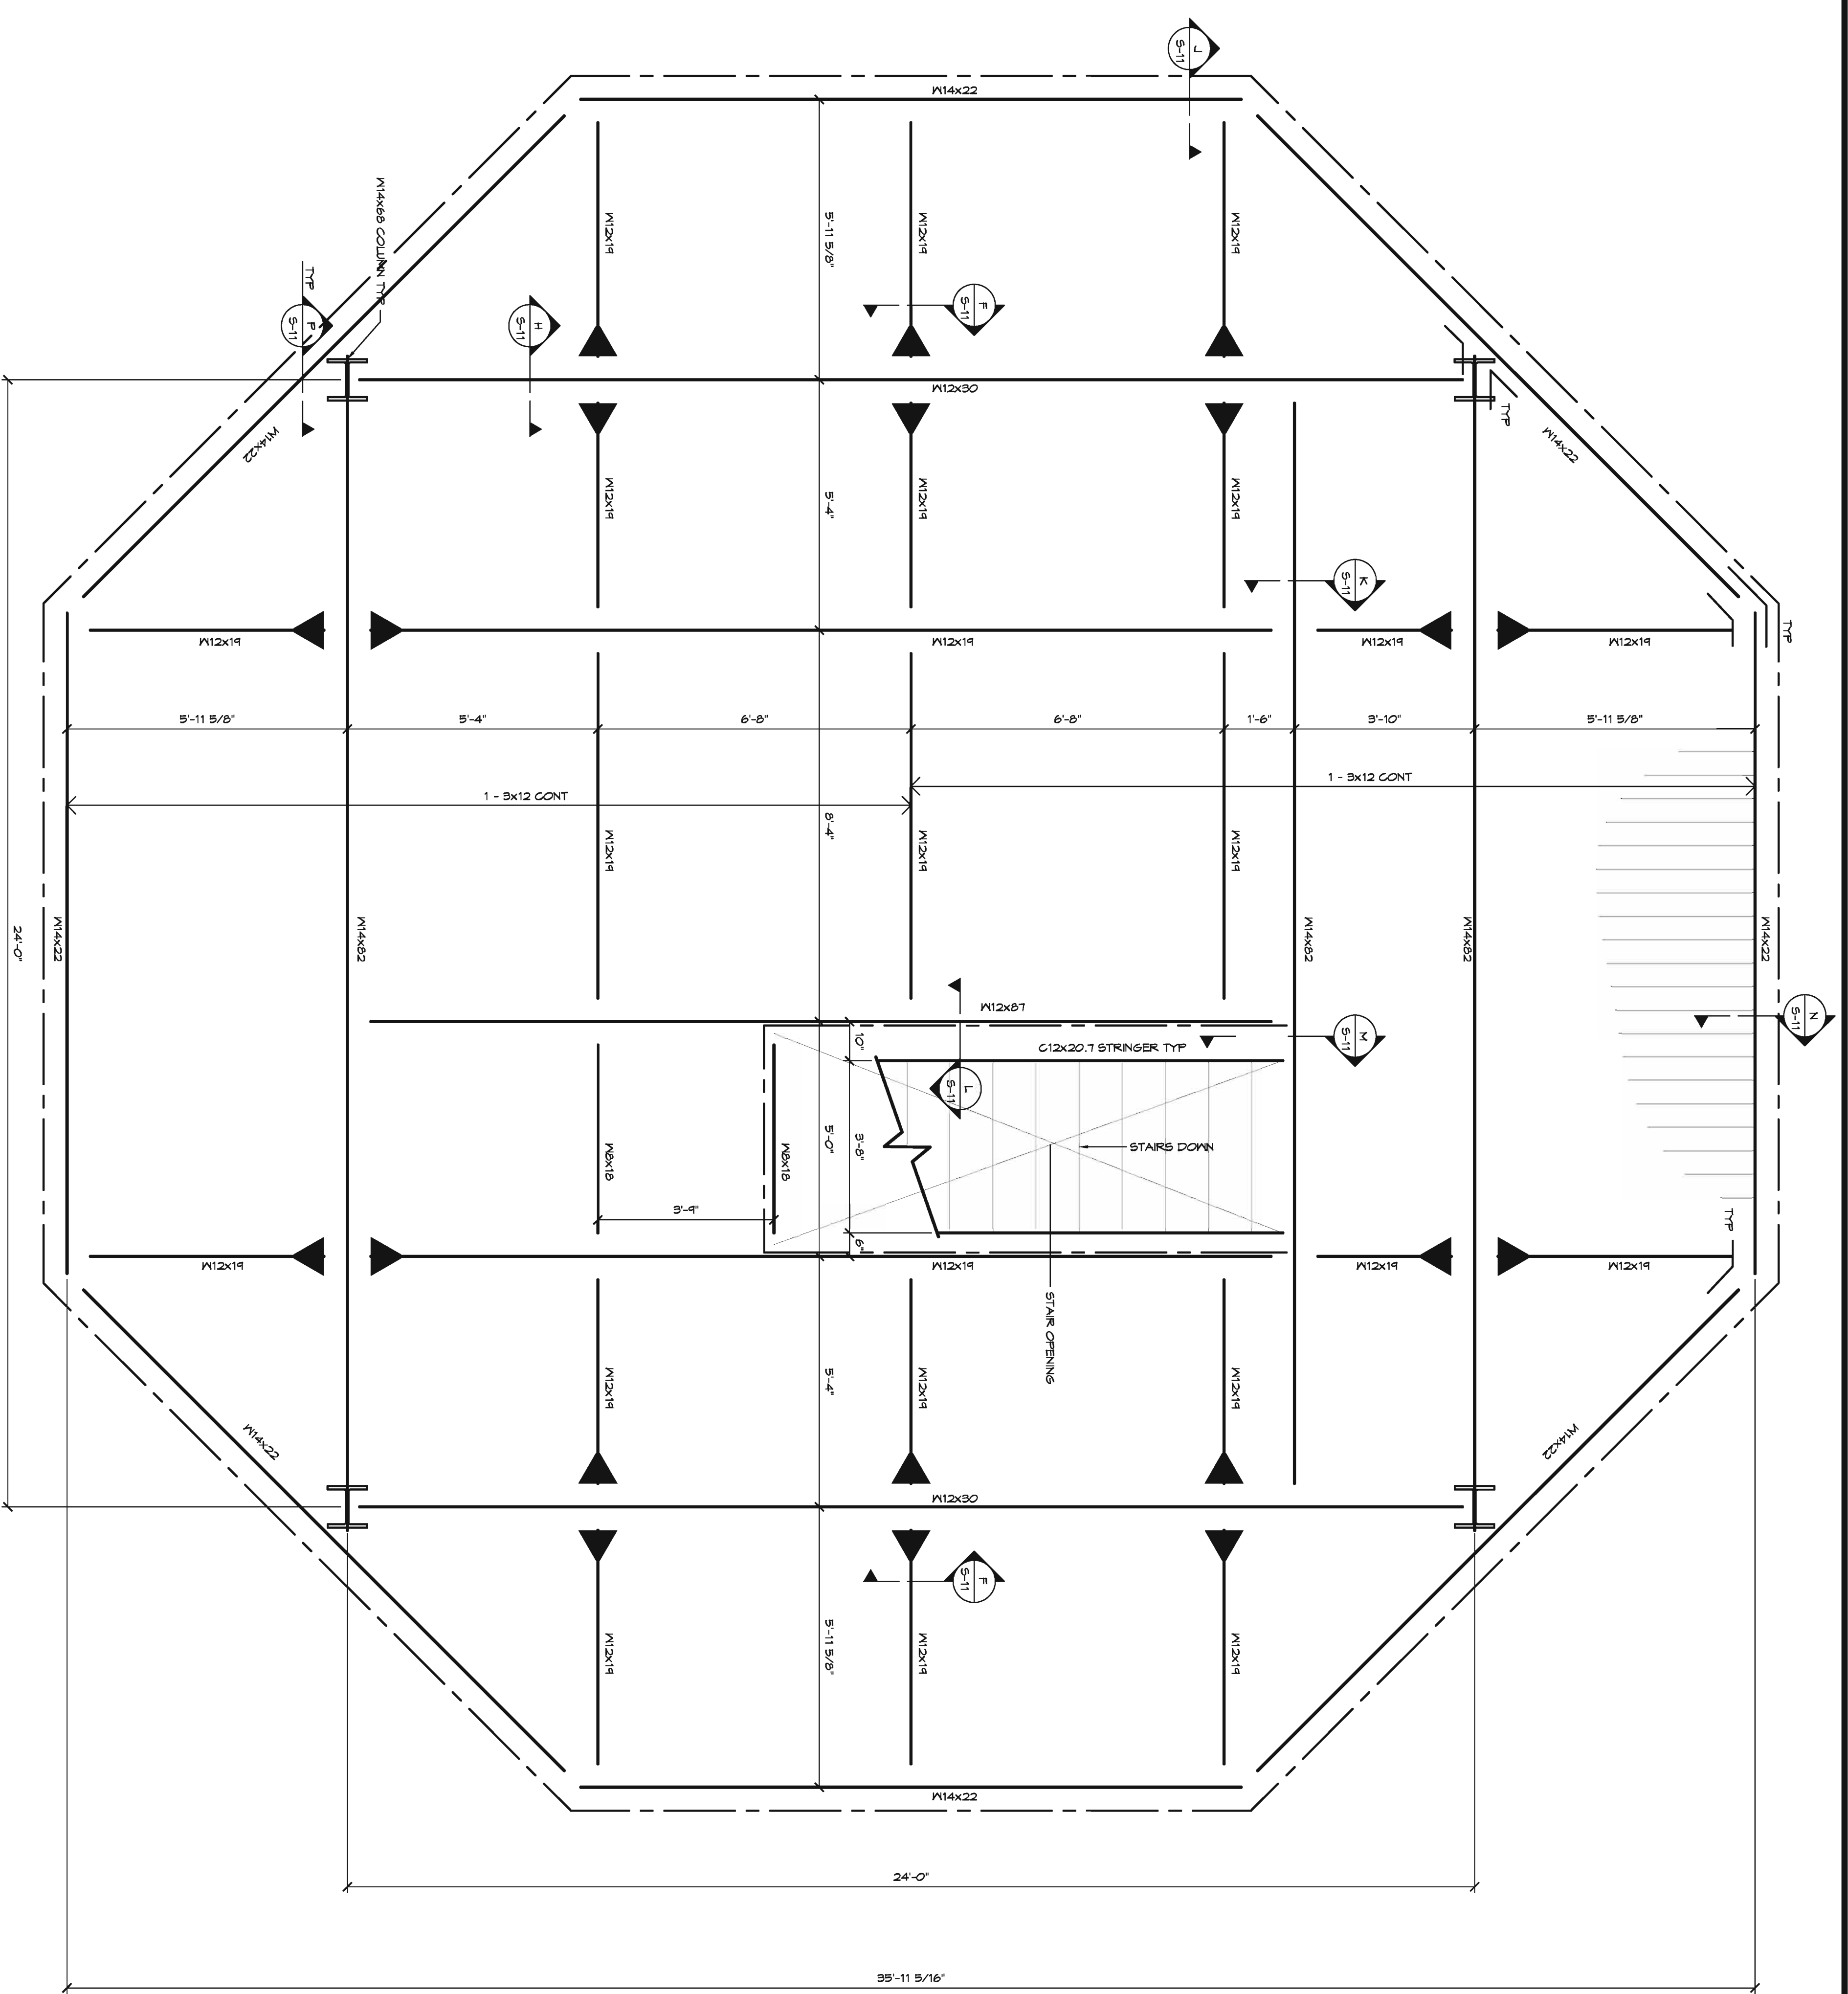 J
S-11
W14x22
W14x68 COLUMN TYP
5'-11 5/8"
W12x19
W12x19
W12x19
TYP
P
S-11
H
S-11
F
S-11
W12x30
TYP
W14x22
W14x22
W12x19
5'-4"
W12x19
W12x19
K
S-11
TYP
W12x19
W12x19
W12x19
W12x19
5'-11 5/8"
5'-4"
6'-8"
6'-8"
1'-6"
3'-10"
5'-11 5/8"
1 - 3x12 CONT
1 - 3x12 CONT
8'-4"
W12x19
W12x19
W12x19
24'-0"
W14x22
W14x82
W14x82
W14x82
W14x22
N
S-11
W12x87
10"
M
S-11
C12x20.7 STRINGER TYP
L
S-11
W8x18
W8x18
5'-0"
3'-8"
STAIRS DOWN
3'-9"
6"
TYP
W12x19
W12x19
W12x19
W12x19
STAIR OPENING
W12x19
5'-4"
W12x19
W12x19
W14x22
W14x22
W12x30
F
S-11
W12x19
5'-11 5/8"
W12x19
W12x19
W14x22
24'-0"
35'-11 5/16"